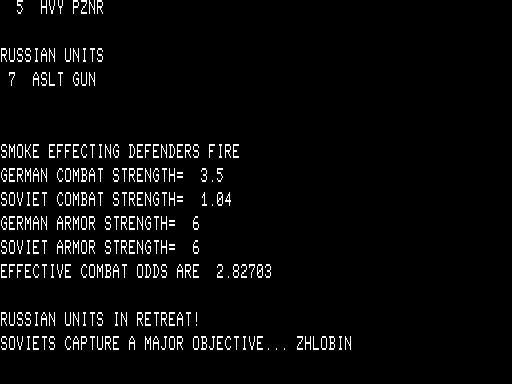 5 HVY PZNR
RUSSIAN UNITS
7 ASLT GUN
SMOKE EFFECTING DEFENDERS FIRE
GERMAN COMBAT STRENGTH= 3.5
SOVIET COMBAT STRENGTH= 1.04
GERMAN ARMOR STRENGTH= 6
SOVIET ARMOR STRENGTH= 6
EFFECTIVE COMBAT ODDS ARE 2.82703
RUSSIAN UNITS IN RETREAT!
SOVIETS CAPTURE A MAJOR OBJECTIVE... ZHLOBIN